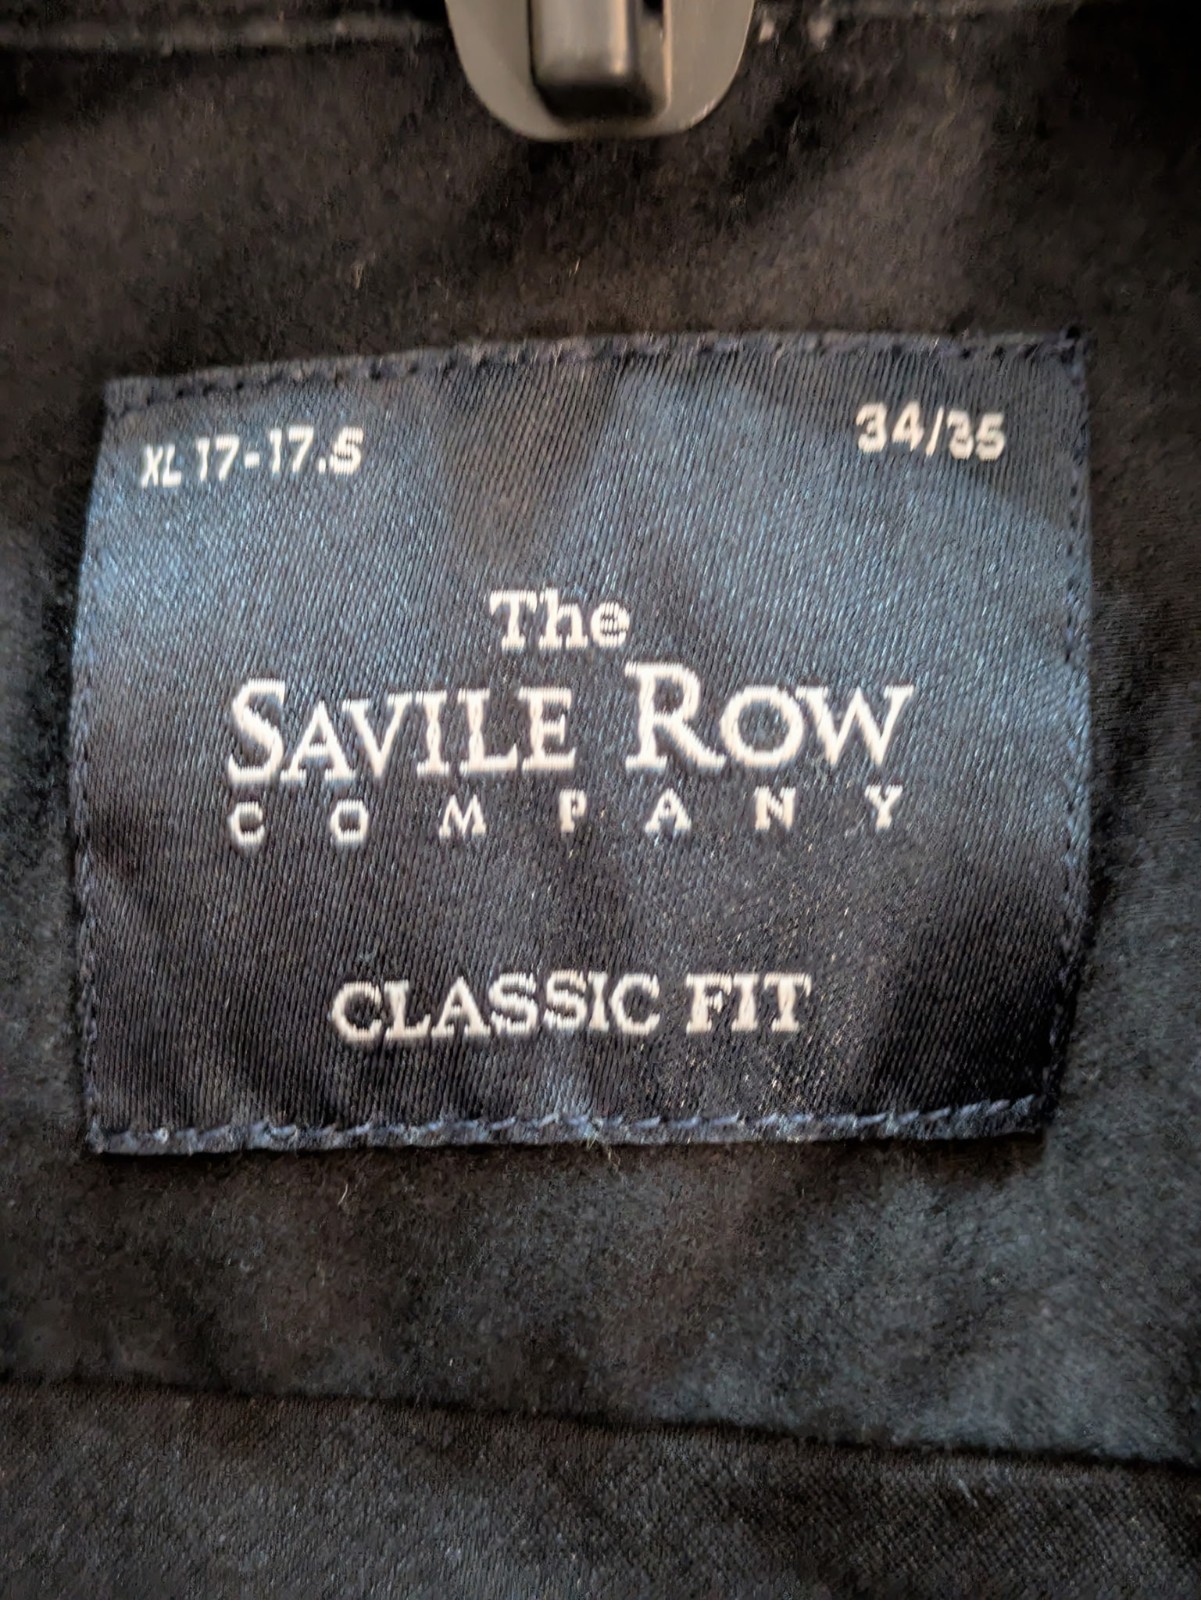 XL 17-17.5
34/35
The
SAVILE ROW
COMPANY
CLASSIC FIT